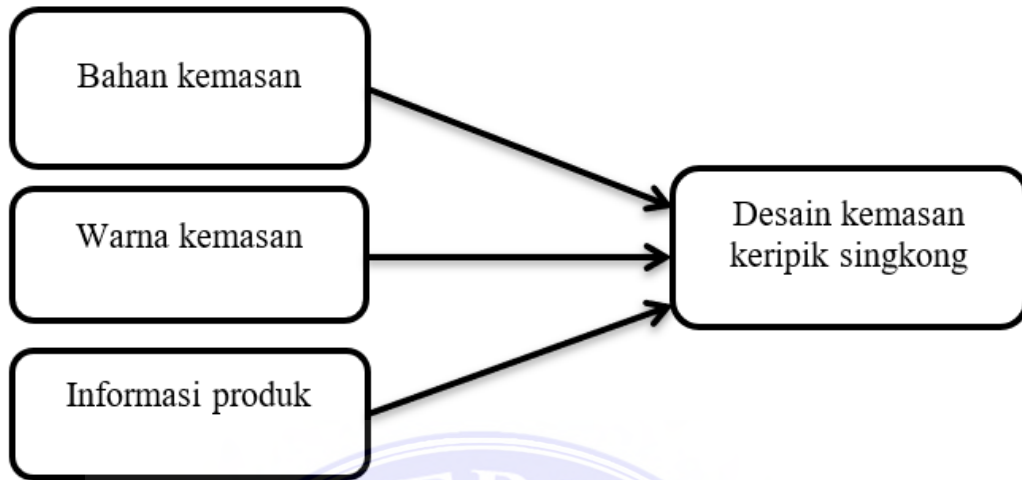 Bahan kemasan
Warna kemasan
Informasi produk
Desain kemasan
keripik singkong